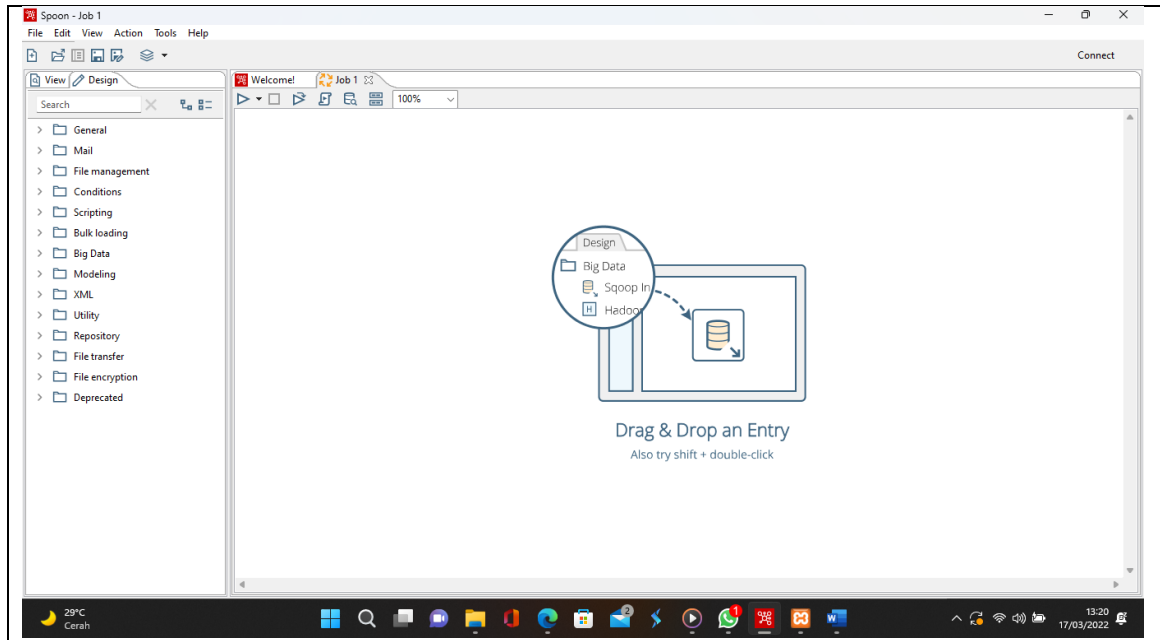 Spoon - Job 1
File Edit View Action Tools Help
Connect
View Design
Welcome! Job 1
Search
100%
General
Mail
File management
Conditions
Scripting
Bulk loading
Big Data
Modeling
XML
Utility
Repository
File transfer
File encryption
Deprecated
Design
Big Data
Sqoop In
H Hadoo
Drag & Drop an Entry
Also try shift + double-click
29°C
Cerah
2
1
13:20
17/03/2022